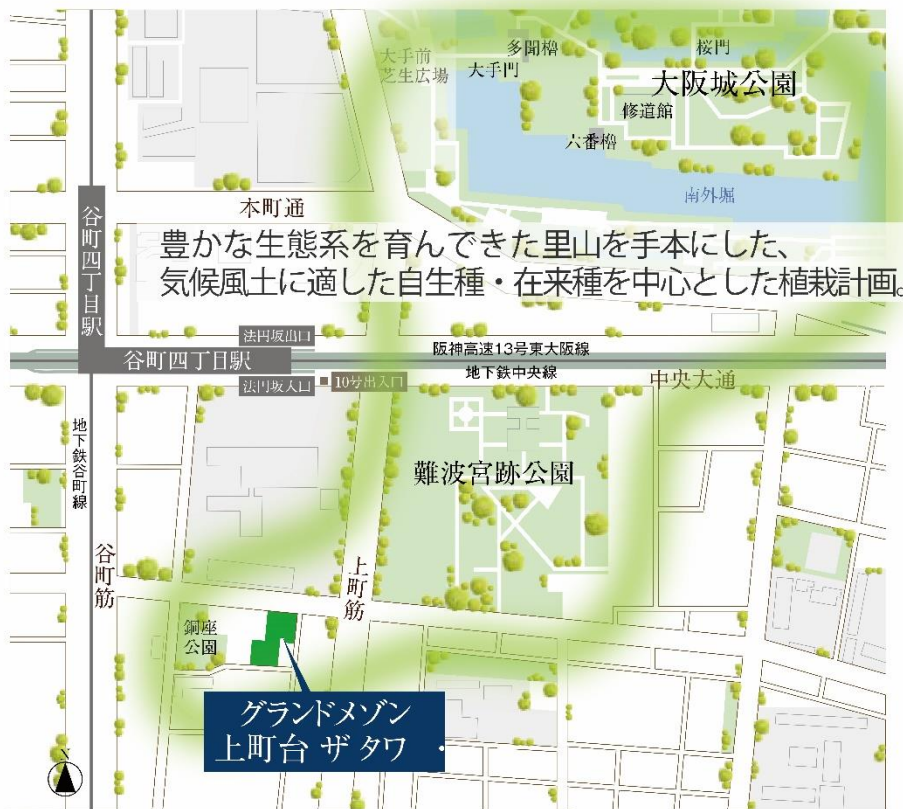 多聞櫓
桜門
大手前
芝生広場
大手門
大阪城公園
修道館
六番櫓
南外堀
本町通
谷町四丁目駅
豊かな生態系を育んできた里山を手本にした、
気候風土に適した自生種・在来種を中心とした植栽計画。
法円坂出口
谷町四丁目駅
阪神高速13号東大阪線
地下鉄中央線
法円坂入口
10号出入口
中央大通
地下鉄谷町線
難波宮跡公園
谷町筋
上町筋
銅座
公園
グランドメゾン
上町台 ザ タワ
N